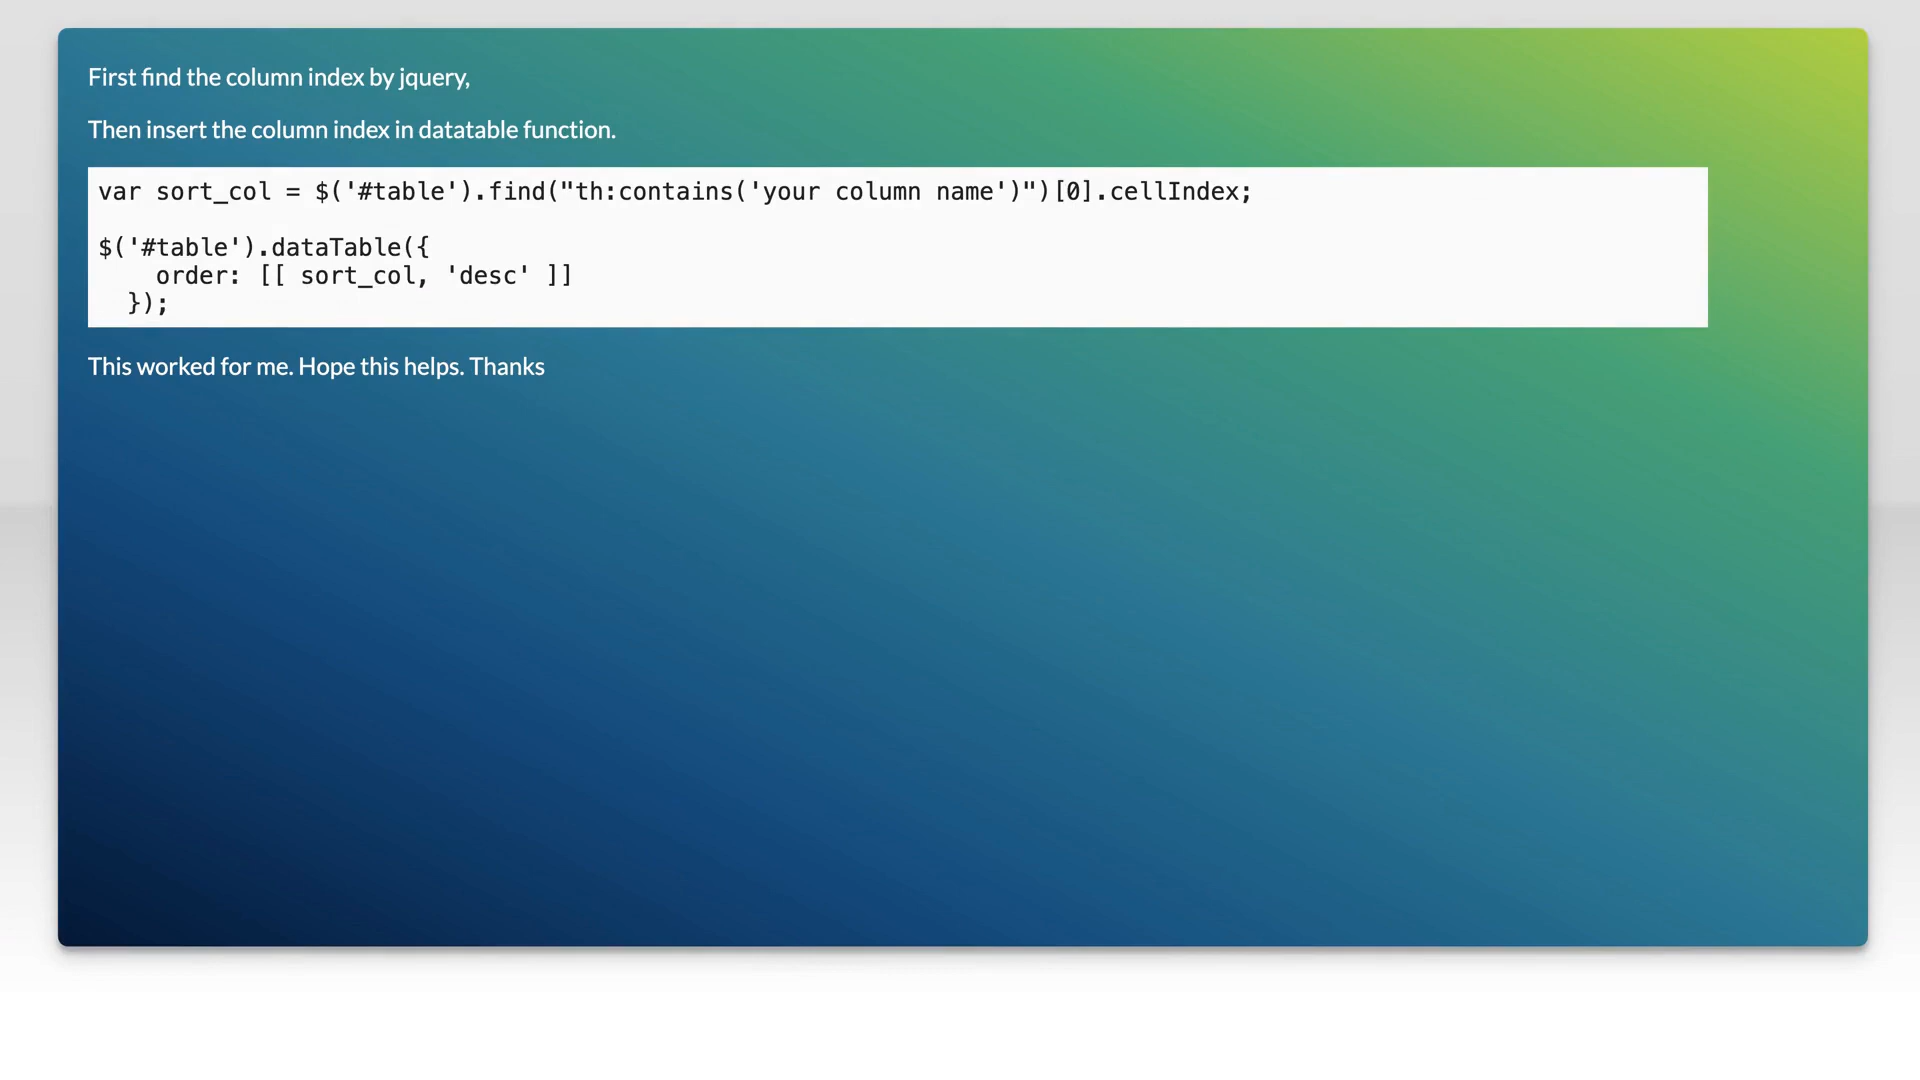 First find the column index by jquery,
Then insert the column index in datatable function.
var sort_col = $('#table').find("th:contains('your column name')")[0].cellIndex;
$('#table').dataTable({
    order: [[ sort_col, 'desc' ]]
  });
This worked for me. Hope this helps. Thanks